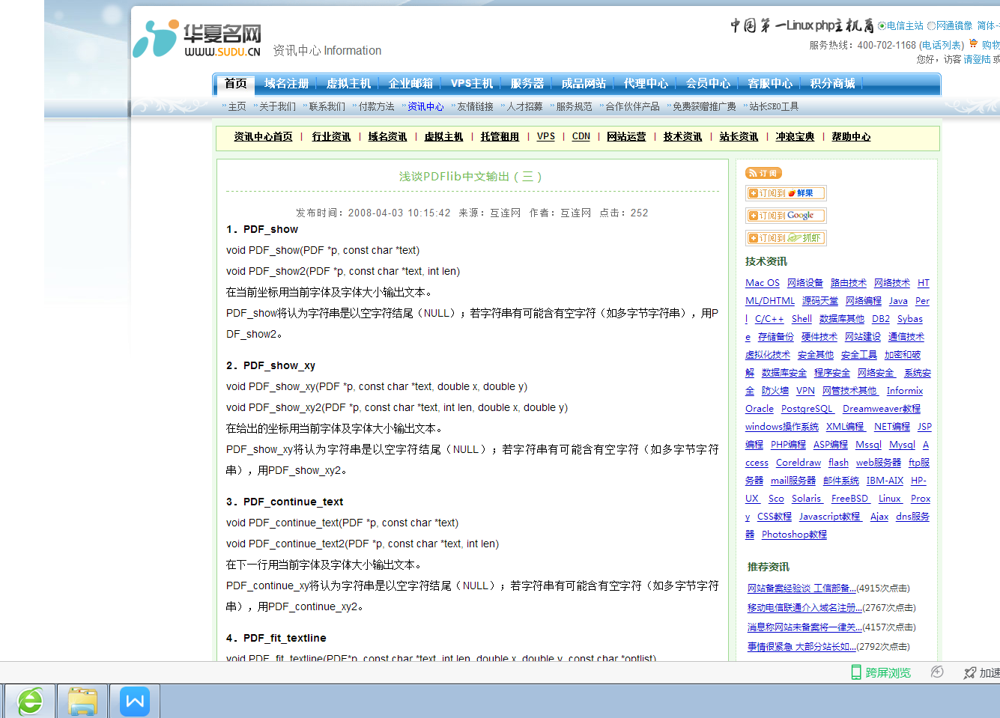 华夏名网
WWW.SUDU.CN
资讯中心 Information
中国第一Linux php主机商
电信主站 网通镜像 简体
服务热线：400-702-1168 (电话列表) 购物
您好，访客 请登陆 或
首页 域名注册 虚拟主机 企业邮箱 VPS主机 服务器 成品网站 代理中心 会员中心 客服中心 积分商城
主页 关于我们 联系我们 付款方法 资讯中心 友情链接 人才招募 服务规范 合作伙伴产品 免费获赠推广费 站长SEO工具
资讯中心首页 | 行业资讯 | 域名资讯 | 虚拟主机 | 托管租用 | VPS | CDN | 网站运营 | 技术资讯 | 站长资讯 | 冲浪宝典 | 帮助中心
浅谈PDFlib中文输出（三）
发布时间：2008-04-03 10:15:42 来源：互连网 作者：互连网 点击：252
1．PDF_show
void PDF_show(PDF *p, const char *text)
void PDF_show2(PDF *p, const char *text, int len)
在当前坐标用当前字体及字体大小输出文本。
PDF_show将认为字符串是以空字符结尾（NULL）；若字符串有可能含有空字符（如多字节字符串），用P
DF_show2。
2．PDF_show_xy
void PDF_show_xy(PDF *p, const char *text, double x, double y)
void PDF_show_xy2(PDF *p, const char *text, int len, double x, double y)
在给出的坐标用当前字体及字体大小输出文本。
PDF_show_xy将认为字符串是以空字符结尾（NULL）；若字符串有可能含有空字符（如多字节字符
串），用PDF_show_xy2。
3．PDF_continue_text
void PDF_continue_text(PDF *p, const char *text)
void PDF_continue_text2(PDF *p, const char *text, int len)
在下一行用当前字体及字体大小输出文本。
PDF_continue_xy将认为字符串是以空字符结尾（NULL）；若字符串有可能含有空字符（如多字节字符
串），用PDF_continue_xy2。
4．PDF_fit_textline
void PDF_fit_textline(PDF*p, const char *text, int len, double x, double y, const char *optlist)
订阅
订阅到 鲜果
订阅到 Google
订阅到 抓虾
技术资讯
Mac OS 网络设备 路由技术 网络技术 HT
ML/DHTML 源码天堂 网络编程 Java Per
l C/C++ Shell 数据库其他 DB2 Sybas
e 存储备份 硬件技术 网站建设 通信技术
虚拟化技术 安全其他 安全工具 加密和破
解 数据库安全 程序安全 网络安全 系统安
全 防火墙 VPN 网管技术其他 Informix
Oracle PostgreSQL Dreamweaver教程
windows操作系统 XML编程 NET编程 JSP
编程 PHP编程 ASP编程 Mssql Mysql A
ccess Coreldraw flash web服务器 ftp服
务器 mail服务器 邮件系统 IBM-AIX HP-
UX Sco Solaris FreeBSD Linux Prox
y CSS教程 Javascript教程 Ajax dns服务
器 Photoshop教程
推荐资讯
网站备案经验谈 工信部备...(4915次点击)
移动电信联通介入域名注册...(2767次点击)
消息称网站未备案将一律关...(4157次点击)
事情很紧急 大部分站长如...(2792次点击)
跨屏浏览 加速